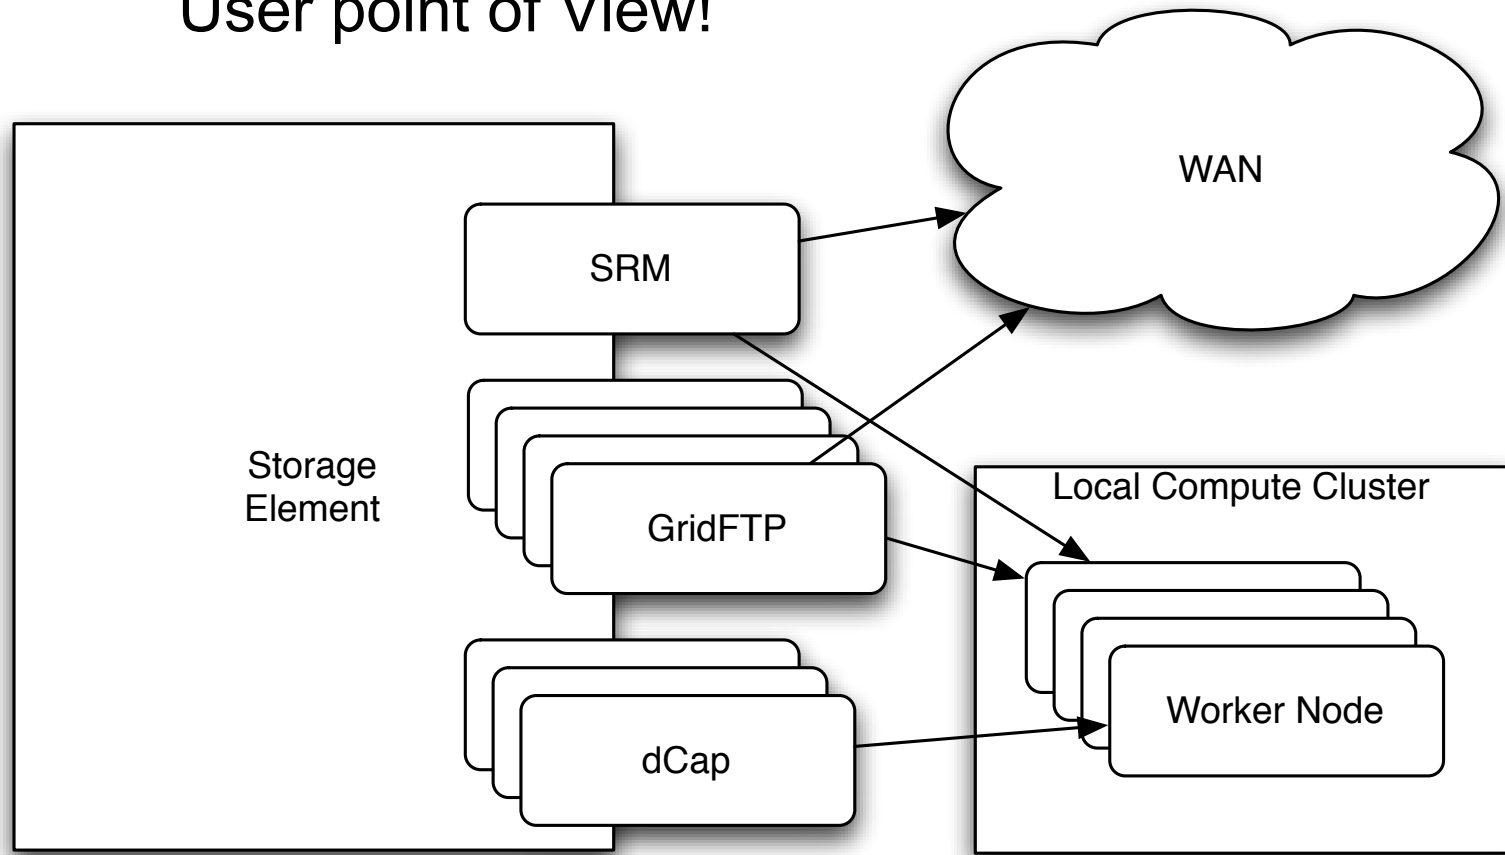 User point of View!
WAN
SRM
Storage
Element
GridFTP
Local Compute Cluster
Worker Node
dCap